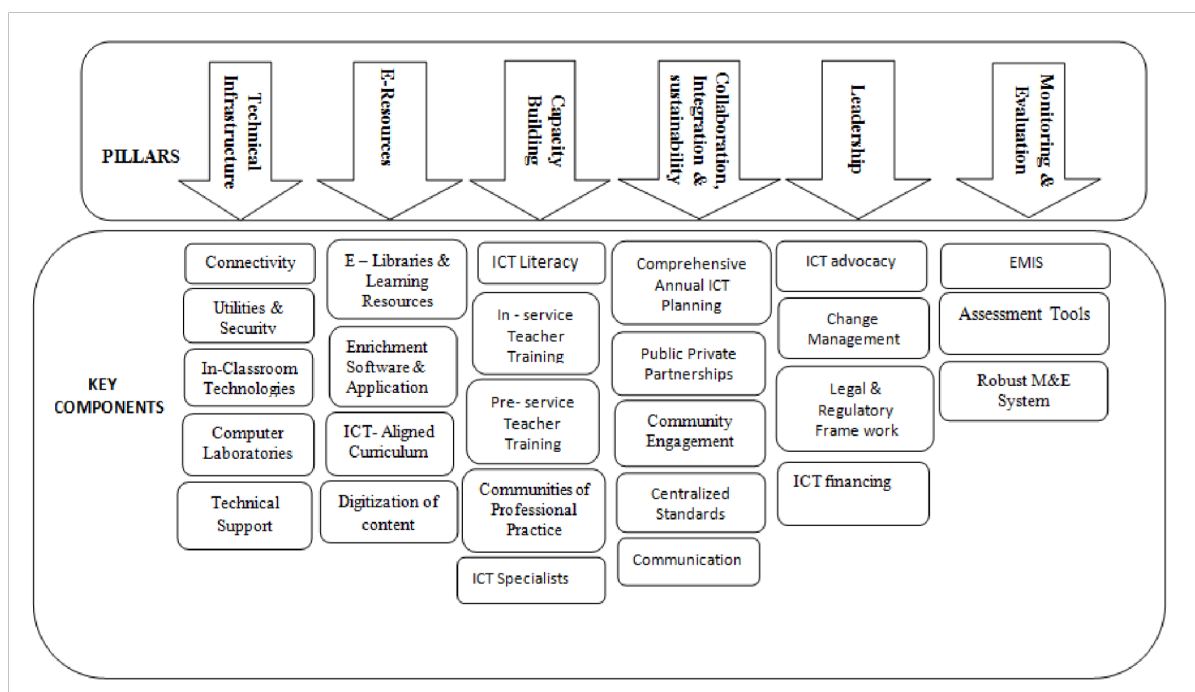 PILLARS
Technical
Infrastructure
E-Resources
Capacity
Building
Collaboration,
Integration &
sustainability
Leadership
Monitoring &
Evaluation
KEY
COMPONENTS
Connectivity
Utilities &
Security
In-Classroom
Technologies
Computer
Laboratories
Technical
Support
E – Libraries &
Learning
Resources
Enrichment
Software &
Application
ICT- Aligned
Curriculum
Digitization of
content
ICT Literacy
In - service
Teacher
Training
Pre- service
Teacher
Training
Communities of
Professional
Practice
ICT Specialists
Comprehensive
Annual ICT
Planning
Public Private
Partnerships
Community
Engagement
Centralized
Standards
Communication
ICT advocacy
Change
Management
Legal &
Regulatory
Frame work
ICT financing
EMIS
Assessment Tools
Robust M&E
System